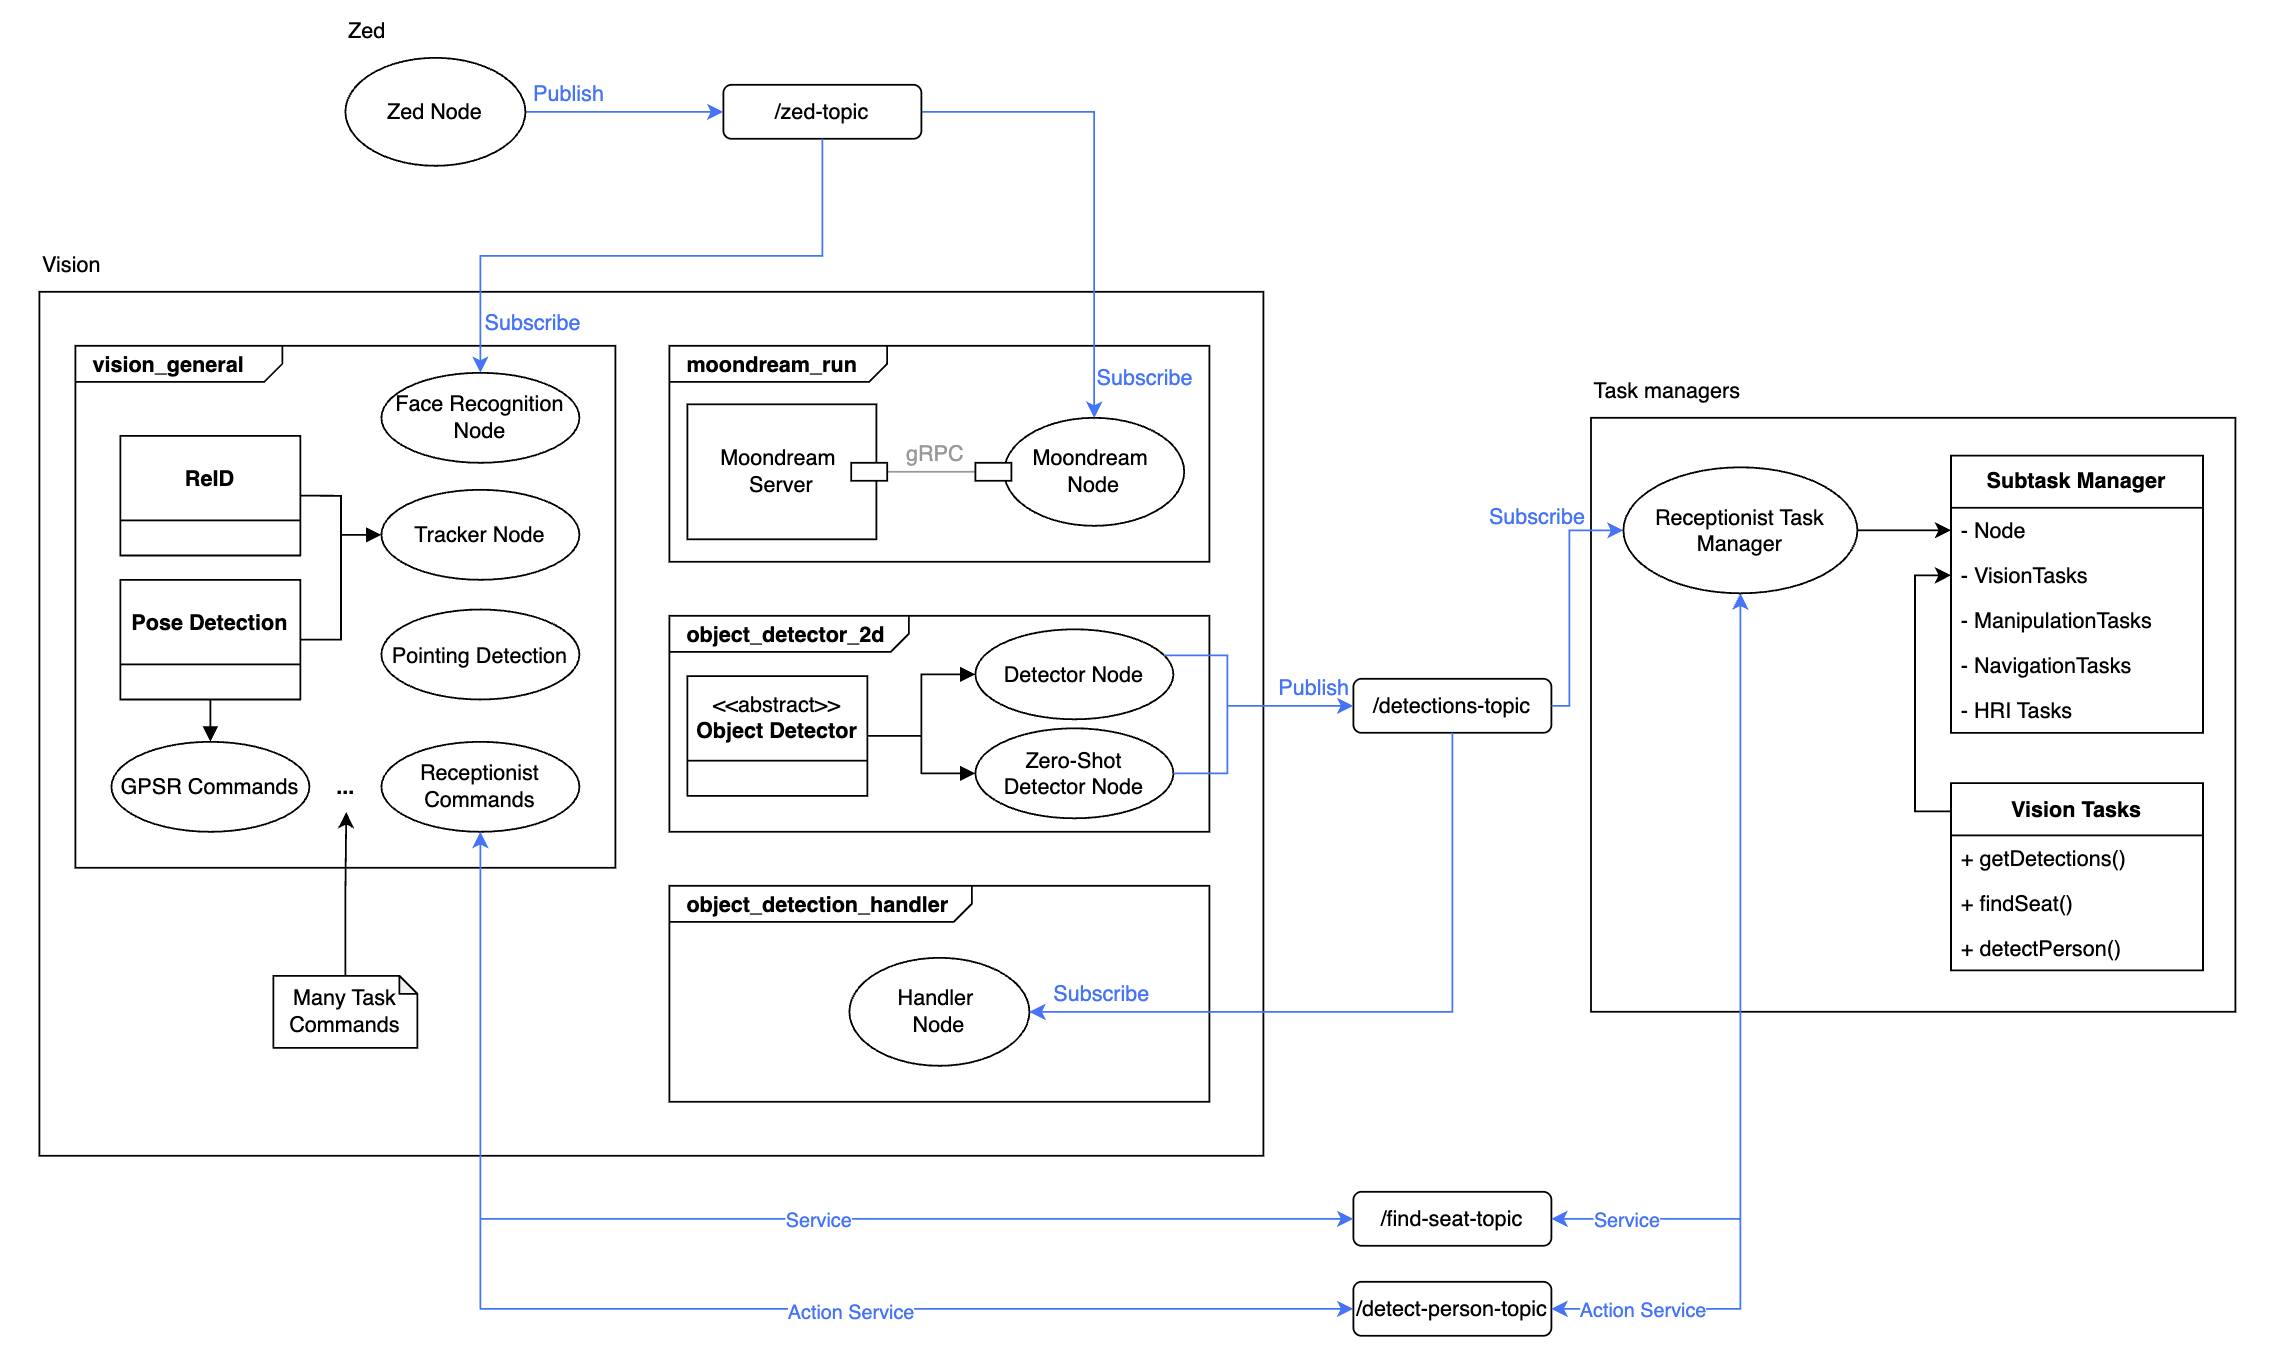 Zed
Zed Node
Publish
/zed-topic
Vision
Subscribe
vision_general
Face Recognition
Node
ReID
Tracker Node
Pose Detection
Pointing Detection
GPSR Commands
...
Receptionist
Commands
Many Task
Commands
moondream_run
Subscribe
Moondream
Server
gRPC
Moondream
Node
object_detector_2d
<<abstract>>
Object Detector
Detector Node
Zero-Shot
Detector Node
Publish
/detections-topic
object_detection_handler
Handler
Node
Subscribe
Task managers
Subscribe
Receptionist Task
Manager
Subtask Manager
- Node
- VisionTasks
- ManipulationTasks
- NavigationTasks
- HRI Tasks
Vision Tasks
+ getDetections()
+ findSeat()
+ detectPerson()
Service
/find-seat-topic
Service
Action Service
/detect-person-topic
Action Service